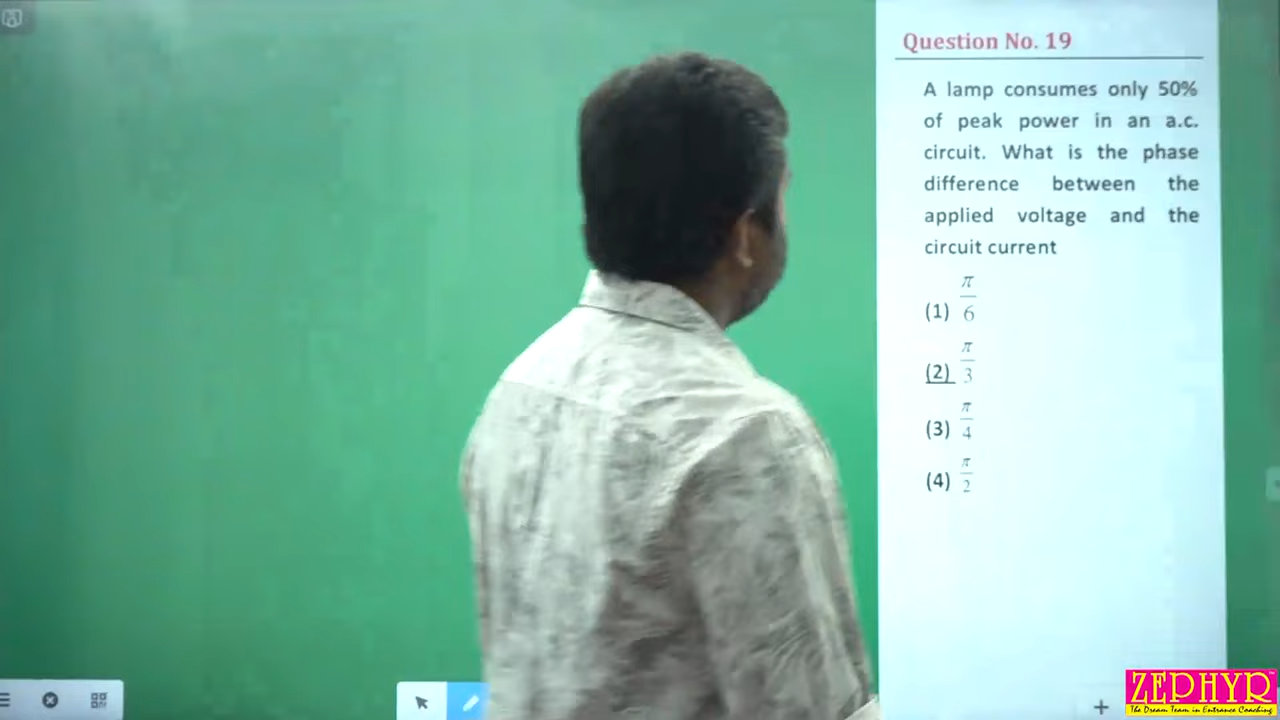 Question No. 19
A lamp consumes only 50%
of peak power in an a.c.
circuit. What is the phase
difference between the
applied voltage and the
circuit current
(1) π/6
(2) π/3
(3) π/4
(4) π/2
ZEPHYR
The Dream Team in Entrance Coaching